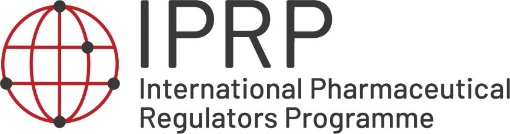 IPRP
International Pharmaceutical
Regulators Programme